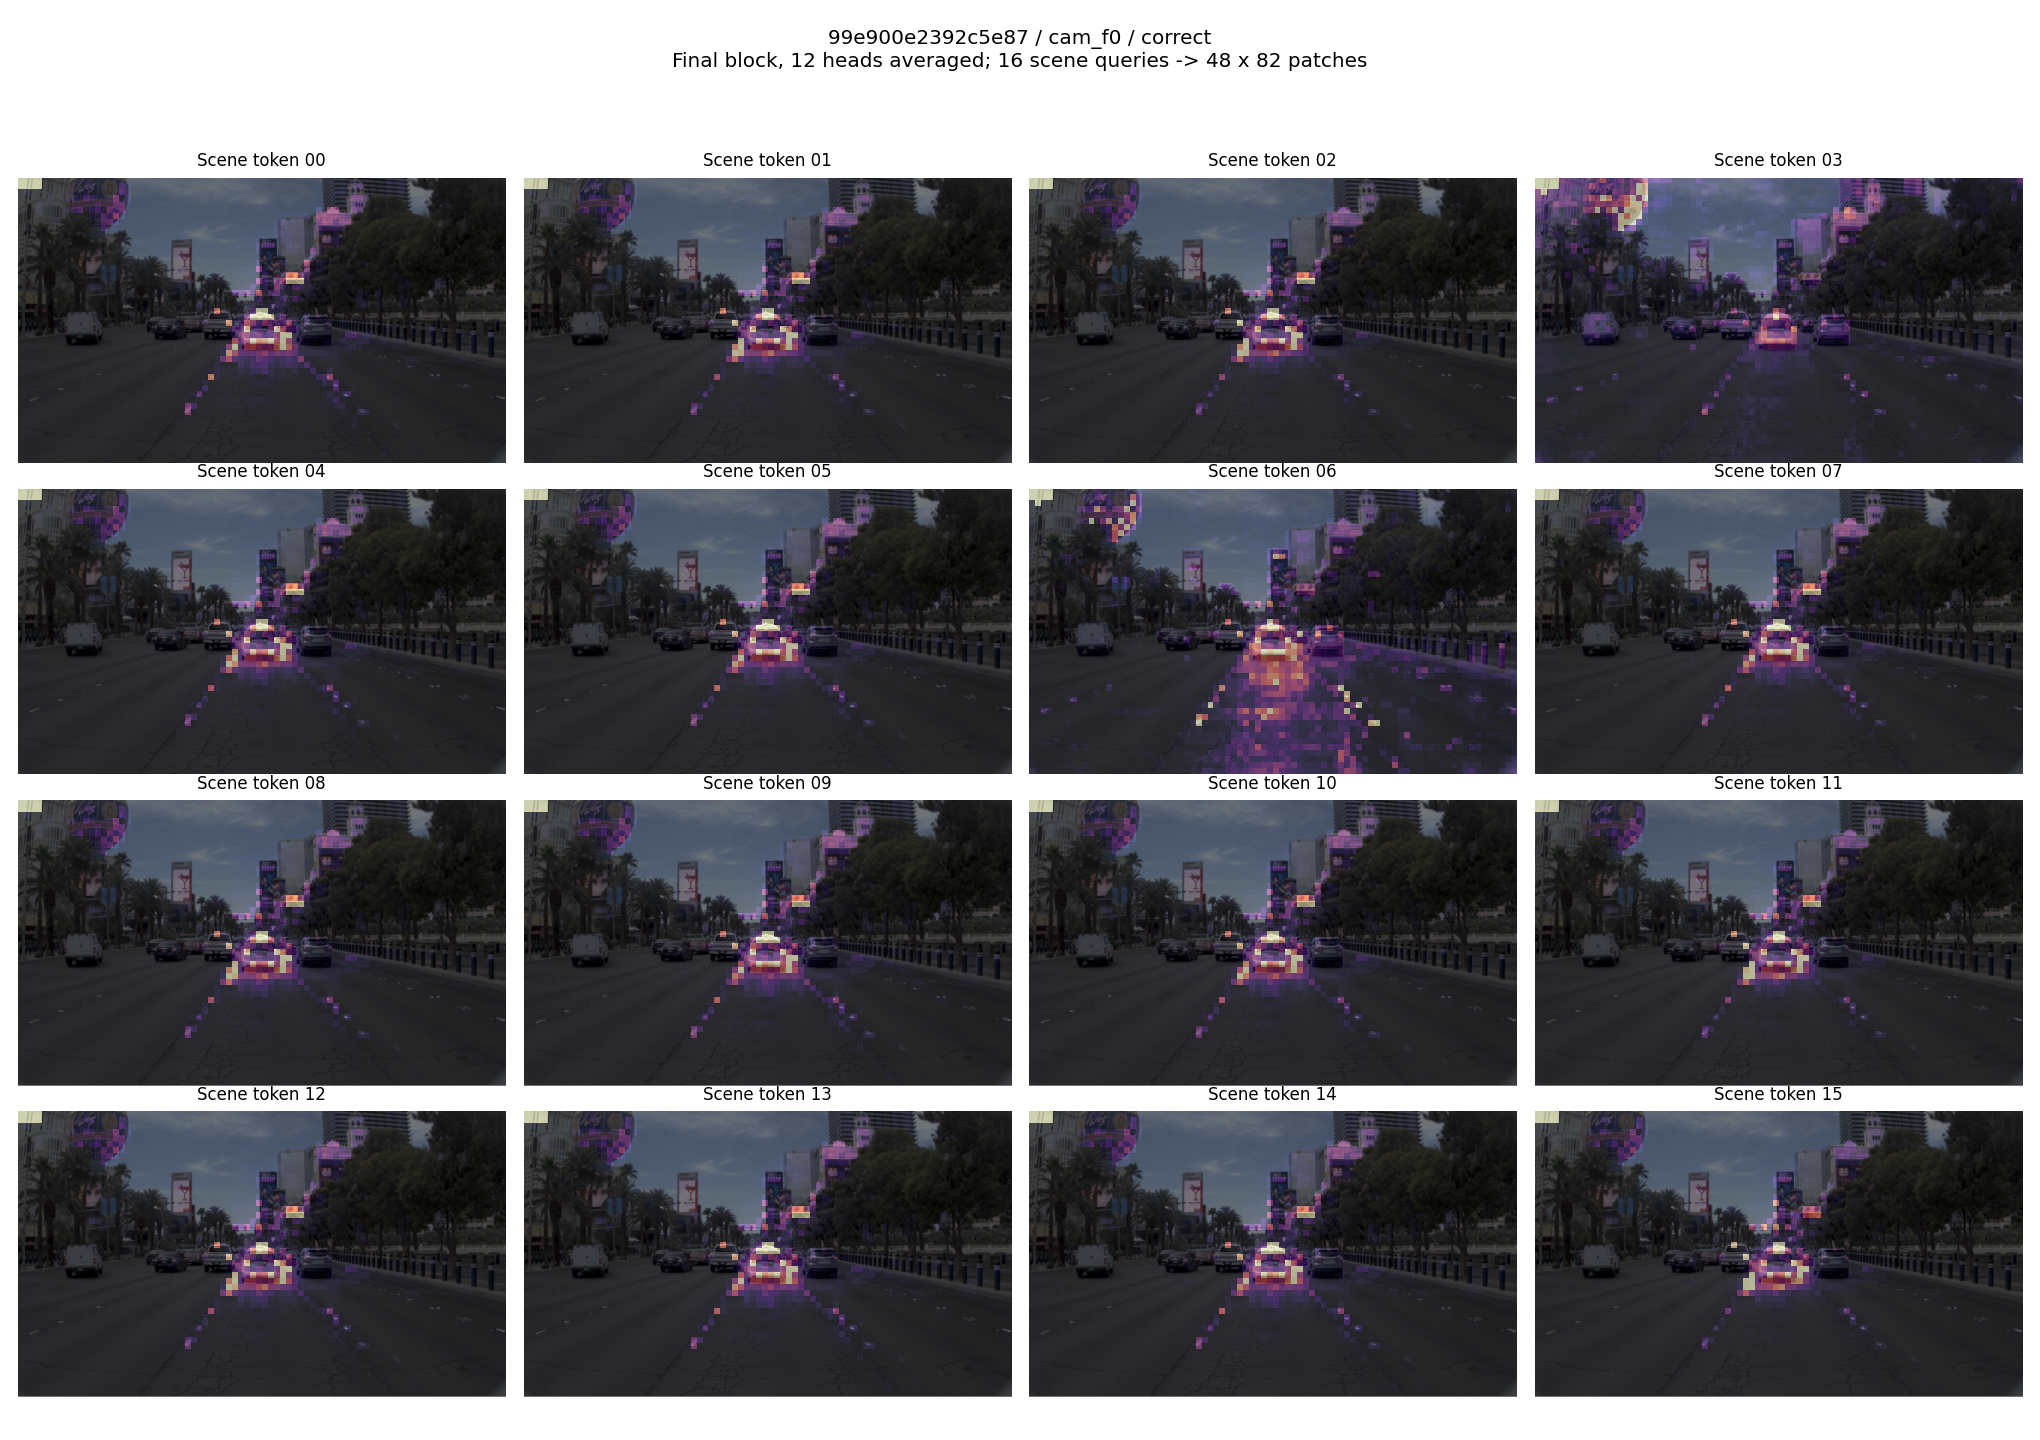 99e900e2392c5e87 / cam_f0 / correct
Final block, 12 heads averaged; 16 scene queries -> 48 x 82 patches
Scene token 00
Scene token 01
Scene token 02
Scene token 03
Scene token 04
Scene token 05
Scene token 06
Scene token 07
Scene token 08
Scene token 09
Scene token 10
Scene token 11
Scene token 12
Scene token 13
Scene token 14
Scene token 15